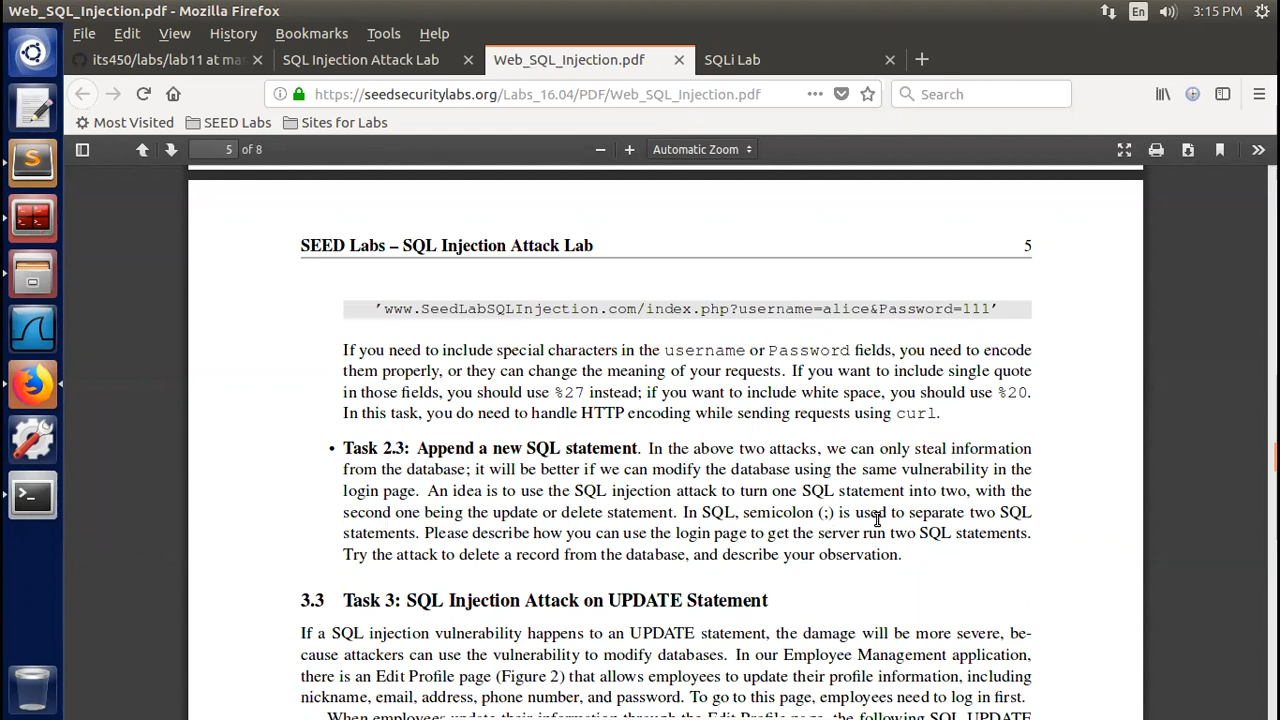 Web_SQL_Injection.pdf - Mozilla Firefox
En
3:15 PM
File Edit View History Bookmarks Tools Help
its450/labs/lab11 at mas
SQL Injection Attack Lab
Web_SQL_Injection.pdf
SQLi Lab
https://seedsecuritylabs.org/Labs_16.04/PDF/Web_SQL_Injection.pdf
Search
Most Visited
SEED Labs
Sites for Labs
5 of 8
Automatic Zoom
SEED Labs – SQL Injection Attack Lab 5
’www.SeedLabSQLInjection.com/index.php?username=alice&Password=111’
If you need to include special characters in the username or Password fields, you need to encode
them properly, or they can change the meaning of your requests. If you want to include single quote
in those fields, you should use %27 instead; if you want to include white space, you should use %20.
In this task, you do need to handle HTTP encoding while sending requests using curl.
• Task 2.3: Append a new SQL statement. In the above two attacks, we can only steal information
from the database; it will be better if we can modify the database using the same vulnerability in the
login page. An idea is to use the SQL injection attack to turn one SQL statement into two, with the
second one being the update or delete statement. In SQL, semicolon (;) is used to separate two SQL
statements. Please describe how you can use the login page to get the server run two SQL statements.
Try the attack to delete a record from the database, and describe your observation.
3.3 Task 3: SQL Injection Attack on UPDATE Statement
If a SQL injection vulnerability happens to an UPDATE statement, the damage will be more severe, be-
cause attackers can use the vulnerability to modify databases. In our Employee Management application,
there is an Edit Profile page (Figure 2) that allows employees to update their profile information, including
nickname, email, address, phone number, and password. To go to this page, employees need to log in first.
When employees update their information through the Edit Profile page, the following SQL UPDATE